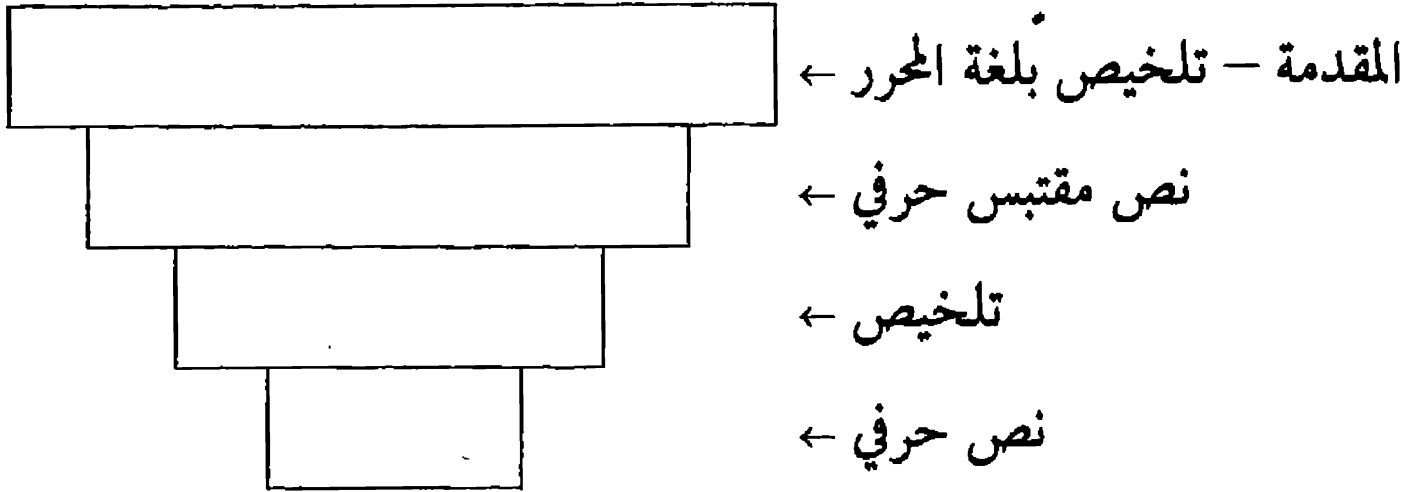 المقدمة – تلخيص بلغة المحرر ←
نص مقتبس حرفي ←
تلخيص ←
نص حرفي ←